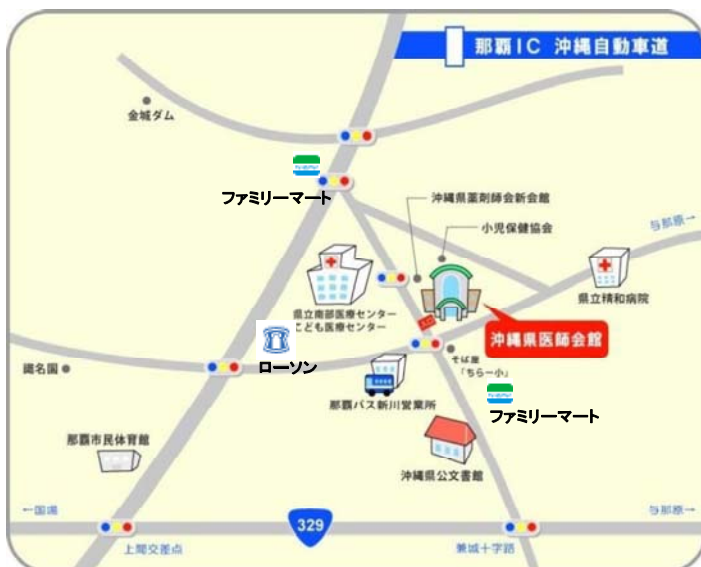 那覇IC 沖縄自動車道
金城ダム
ファミリーマート
沖縄県薬剤師会新会館
小児保健協会
与那原→
県立精和病院
県立南部医療センター
こども医療センター
沖縄県医師会館
入口
ローソン
そば屋
「ちらー小」
識名園
那覇バス新川営業所
ファミリーマート
那覇市民体育館
沖縄県公文書館
←国場
329
与那原→
上間交差点
兼城十字路